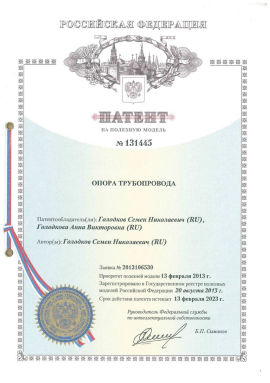 РОССИЙСКАЯ ФЕДЕРАЦИЯ
ПАТЕНТ
НА ПОЛЕЗНУЮ МОДЕЛЬ
№ 131445
ОПОРА ТРУБОПРОВОДА
Патентообладатель(ли): Голодков Семен Николаевич (RU),
Голодкова Анна Викторовна (RU)
Автор(ы): Голодков Семен Николаевич (RU)
Заявка № 2013106530
Приоритет полезной модели 13 февраля 2013 г.
Зарегистрировано в Государственном реестре полезных
моделей Российской Федерации 20 августа 2013 г.
Срок действия патента истекает 13 февраля 2023 г.
Руководитель Федеральной службы
по интеллектуальной собственности
Б.П. Симонов